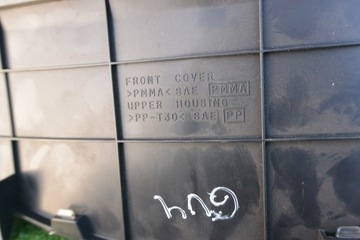 FRONT COVER
>PMMA< SAE PMMA
UPPER HOUSING
>PP-T30< SAE PP